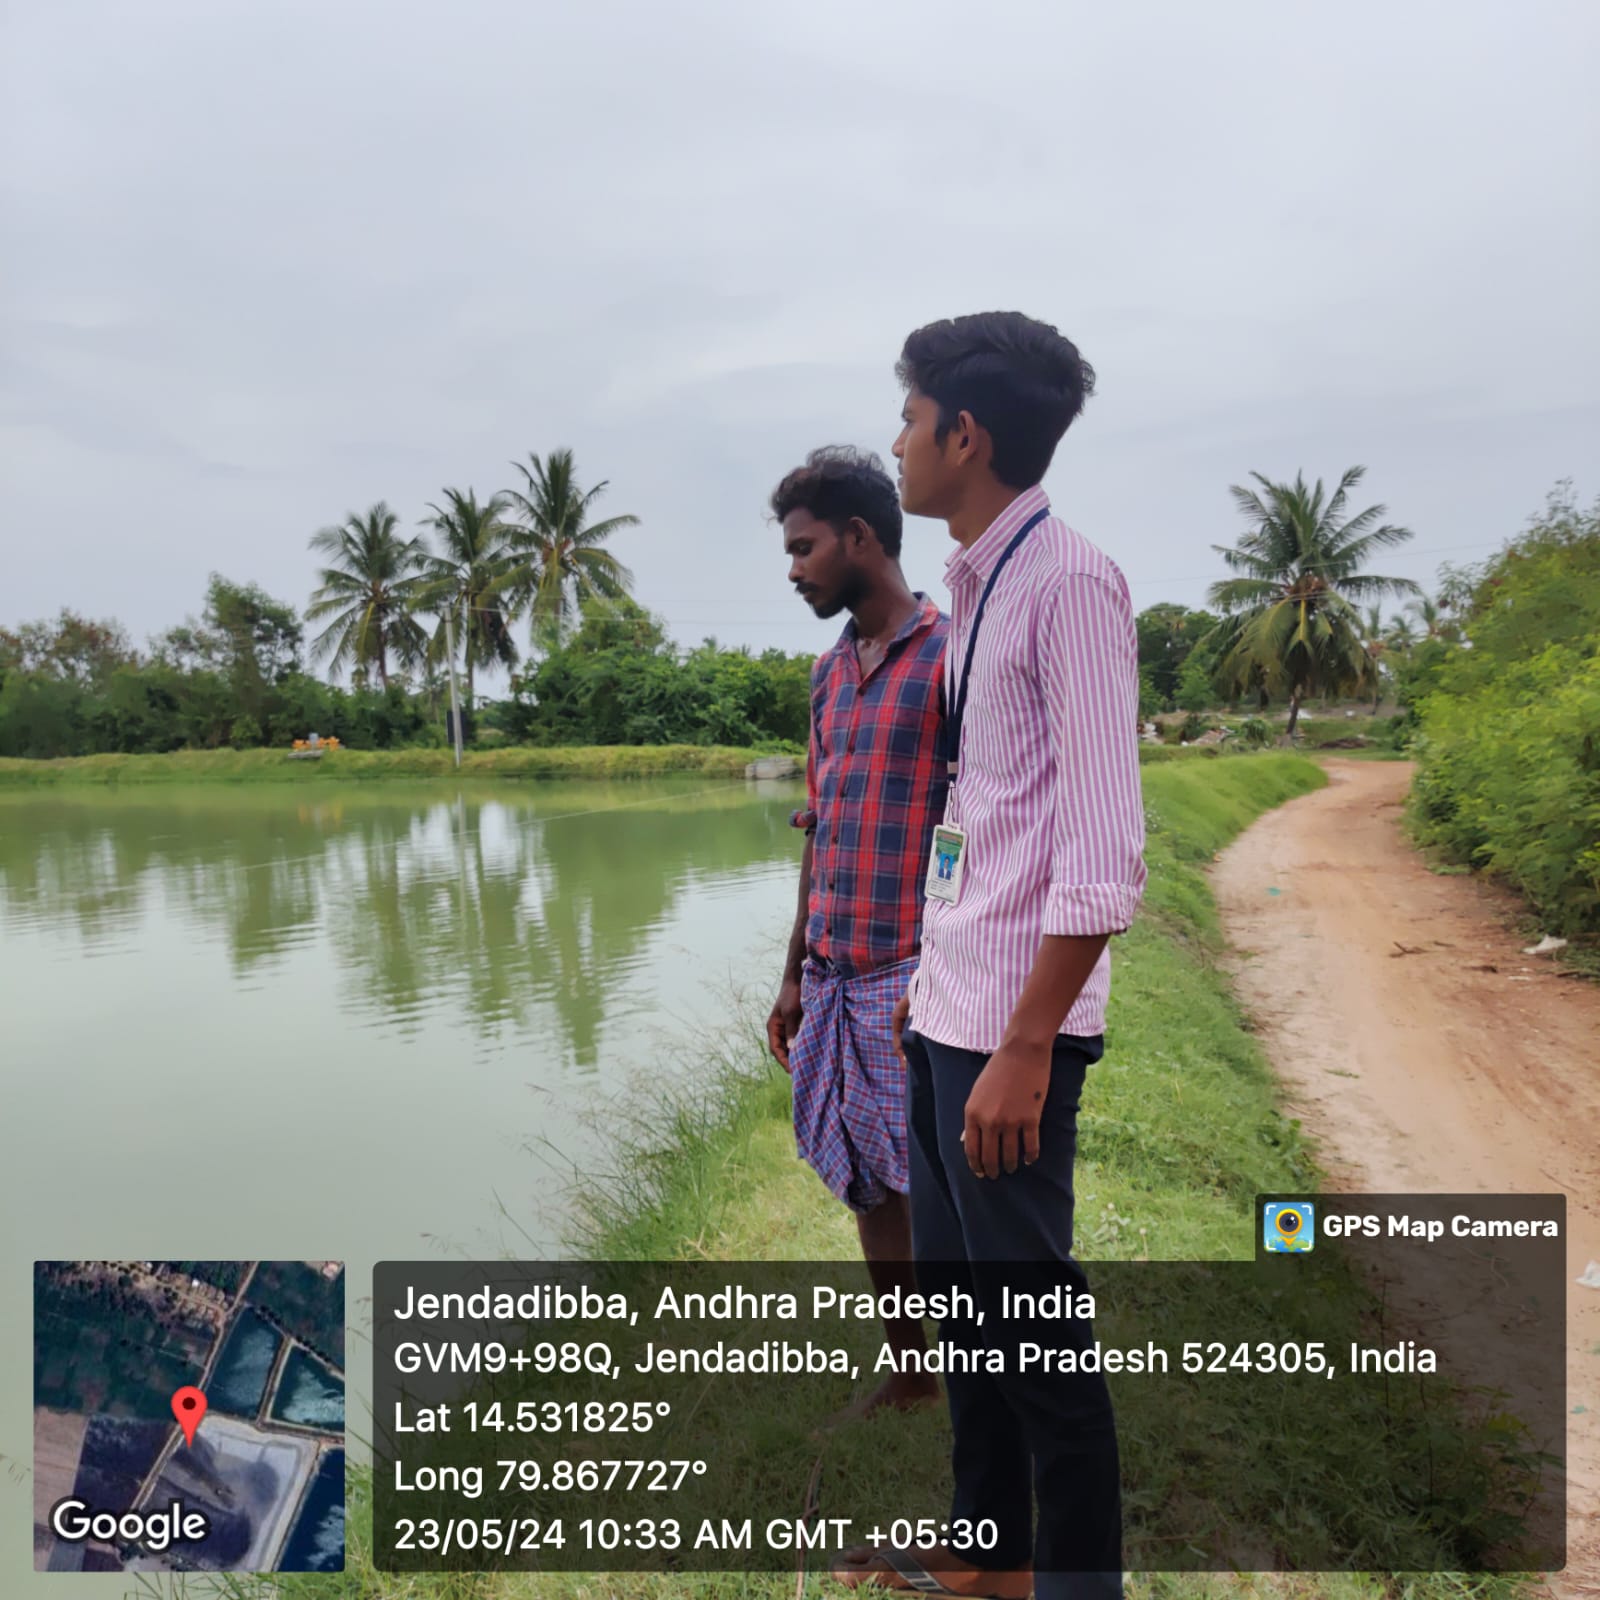 GPS Map Camera
Jendadibba, Andhra Pradesh, India
GVM9+98Q, Jendadibba, Andhra Pradesh 524305, India
Lat 14.531825°
Long 79.867727°
23/05/24 10:33 AM GMT +05:30
Google